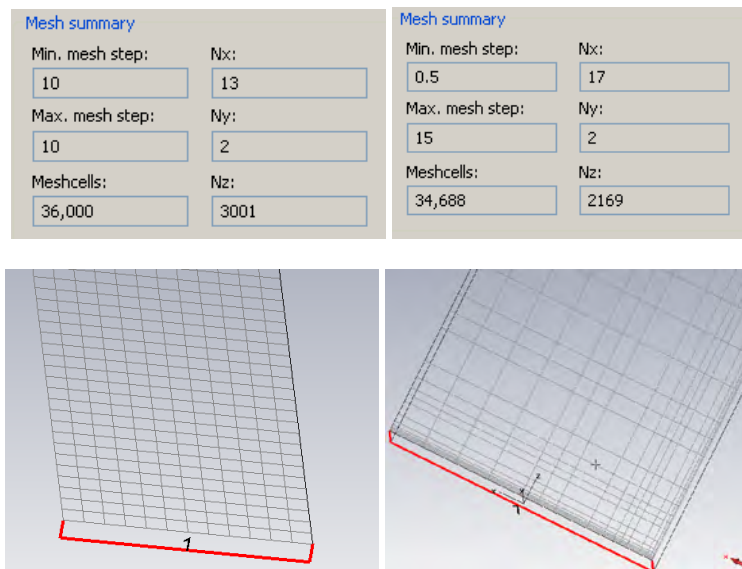 Mesh summary
Min. mesh step: Nx:
10 13
Max. mesh step: Ny:
10 2
Meshcells: Nz:
36,000 3001
Mesh summary
Min. mesh step: Nx:
0.5 17
Max. mesh step: Ny:
15 2
Meshcells: Nz:
34,688 2169
1
z